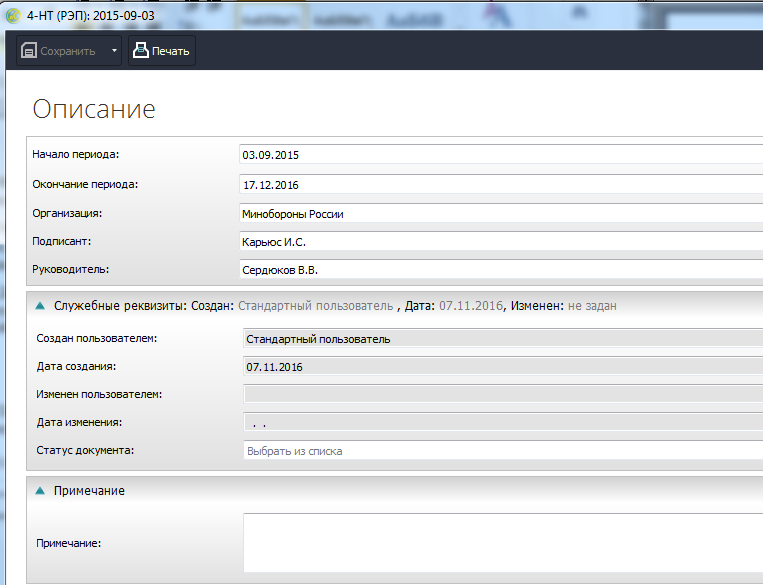 4-НТ (РЭП): 2015-09-03
Сохранить Печать
Описание
Начало периода: 03.09.2015
Окончание периода: 17.12.2016
Организация: Минобороны России
Подписант: Карьюс И.С.
Руководитель: Сердюков В.В.
Служебные реквизиты: Создан: Стандартный пользователь , Дата: 07.11.2016, Изменен: не задан
Создан пользователем: Стандартный пользователь
Дата создания: 07.11.2016
Изменен пользователем:
Дата изменения: . .
Статус документа: Выбрать из списка
Примечание
Примечание: